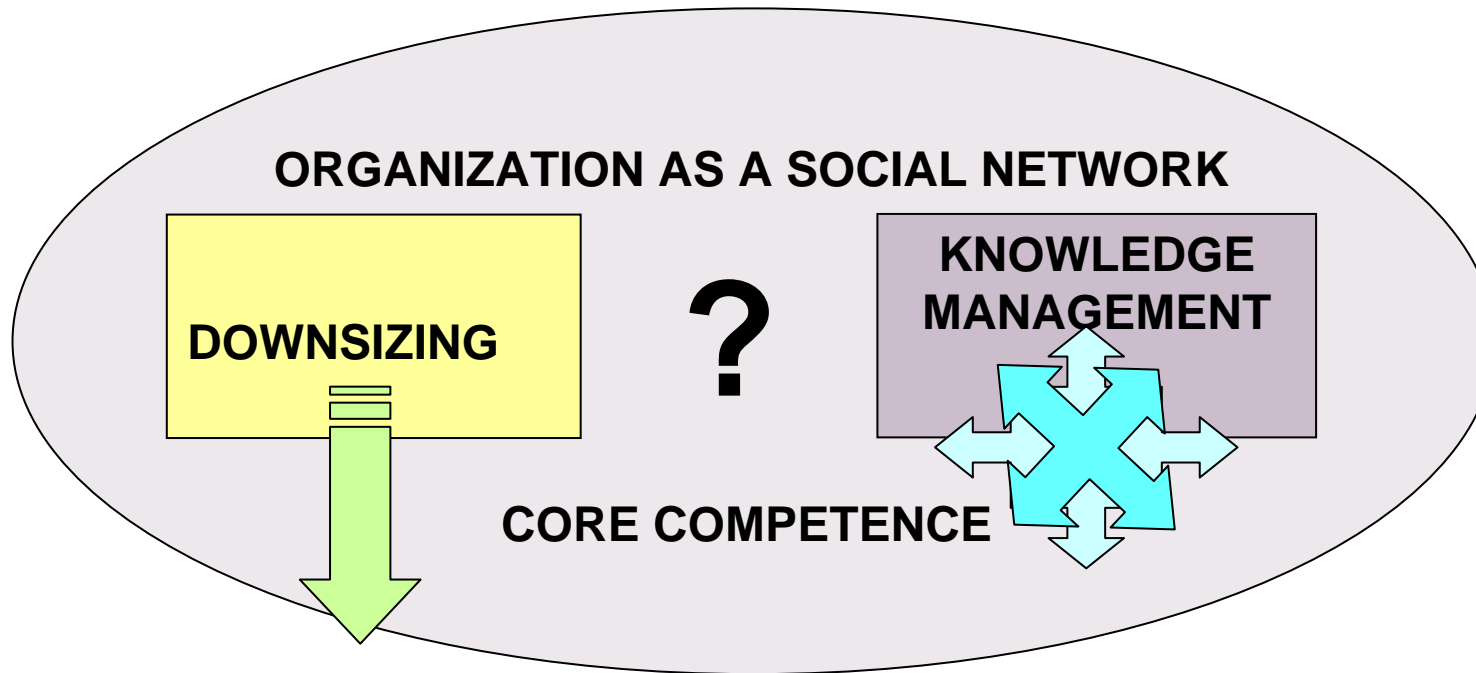 ORGANIZATION AS A SOCIAL NETWORK
DOWNSIZING
?
KNOWLEDGE
MANAGEMENT
CORE COMPETENCE